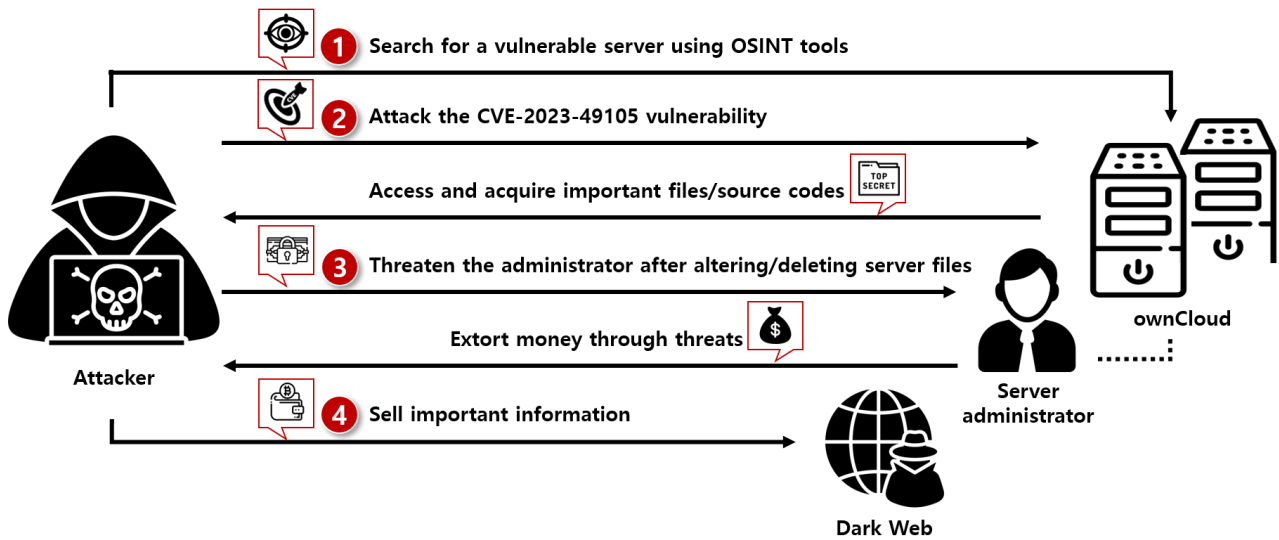 1 Search for a vulnerable server using OSINT tools
CVE
2 Attack the CVE-2023-49105 vulnerability
Access and acquire important files/source codes
TOP
SECRET
3 Threaten the administrator after altering/deleting server files
Extort money through threats
$
ownCloud
Attacker
Server
administrator
4 Sell important information
Dark Web